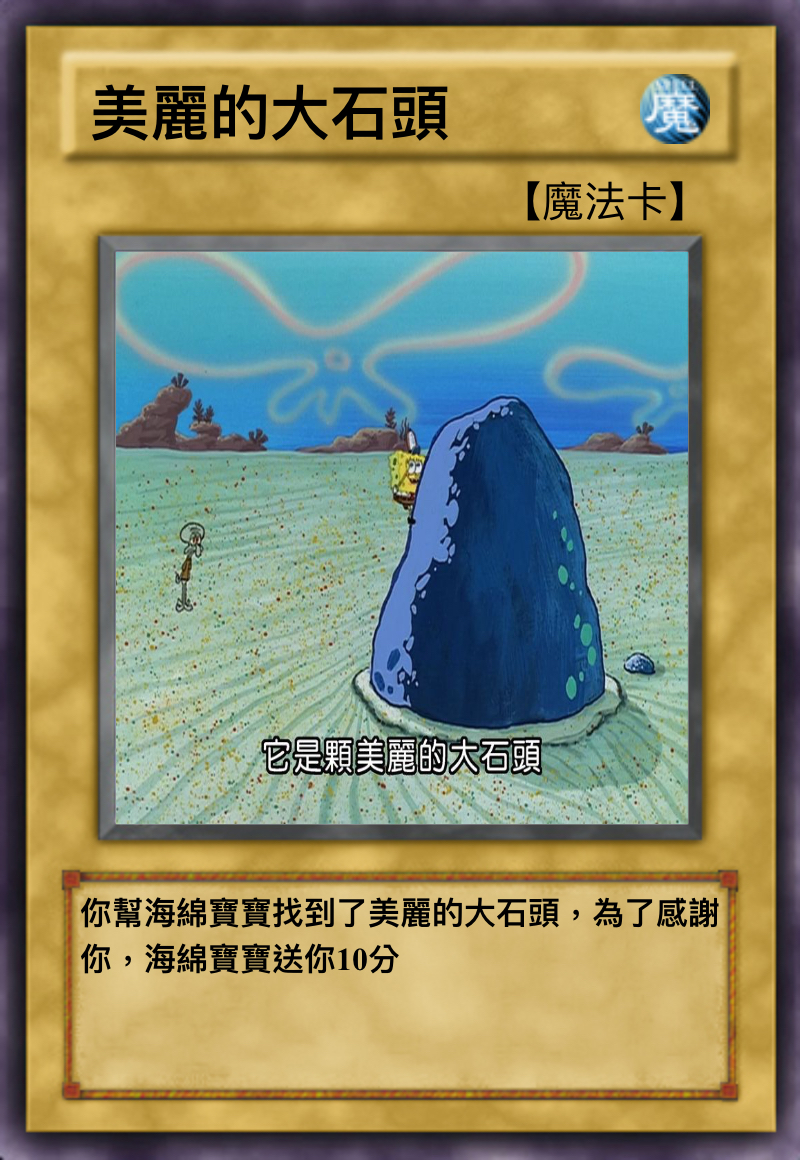 美麗的大石頭
魔
【魔法卡】
它是顆美麗的大石頭
你幫海綿寶寶找到了美麗的大石頭，為了感謝
你，海綿寶寶送你10分